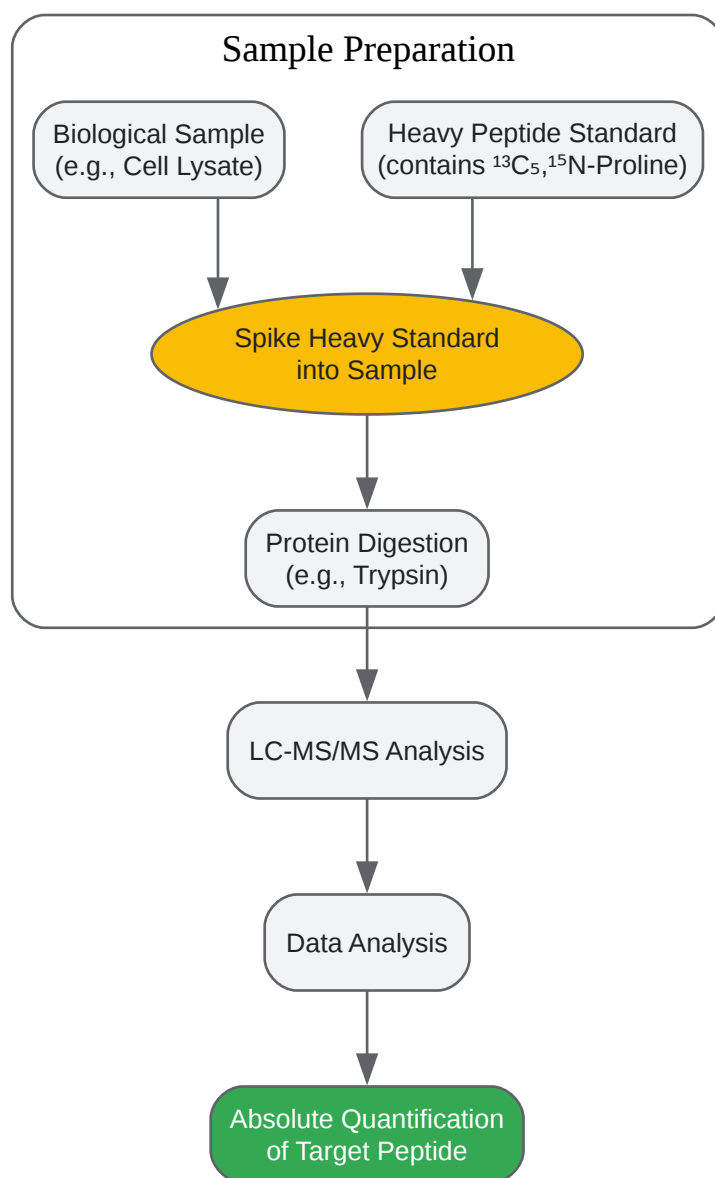 Sample Preparation
Biological Sample
(e.g., Cell Lysate)
Heavy Peptide Standard
(contains ¹³C₅,¹⁵N-Proline)
Spike Heavy Standard
into Sample
Protein Digestion
(e.g., Trypsin)
LC-MS/MS Analysis
Data Analysis
Absolute Quantification
of Target Peptide